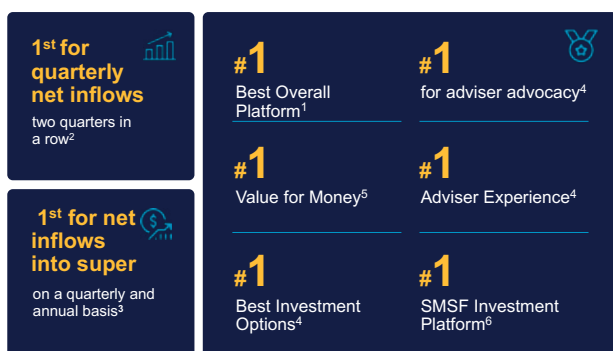 1st for
quarterly
net inflows
two quarters in
a row2
1st for net
inflows
into super
on a quarterly and
annual basis3
#1
Best Overall
Platform1
#1
for adviser advocacy4
#1
Value for Money5
#1
Adviser Experience4
#1
Best Investment
Options4
#1
SMSF Investment
Platform6